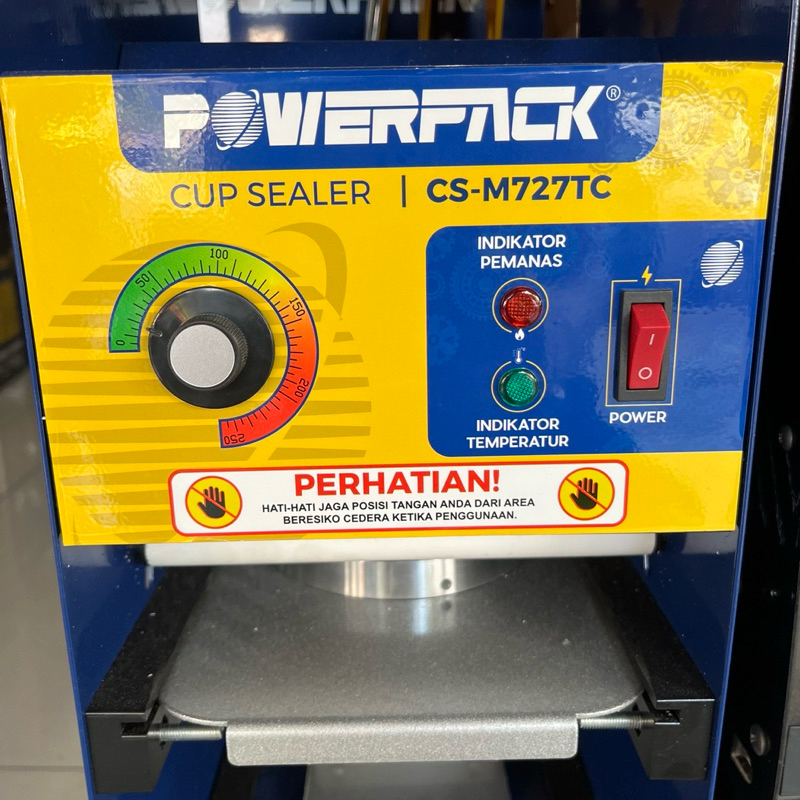 POWERPACK®
CUP SEALER | CS-M727TC
0 50 100 150 200 250
INDIKATOR
PEMANAS
INDIKATOR
TEMPERATUR
I
O
POWER
PERHATIAN!
HATI-HATI JAGA POSISI TANGAN ANDA DARI AREA
BERESIKO CEDERA KETIKA PENGGUNAAN.